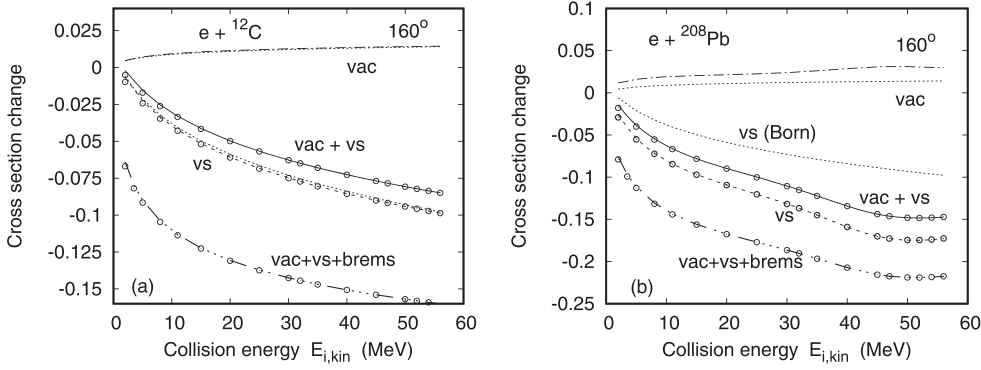 e + ¹²C
160°
vac
vac + vs
vs
vac+vs+brems
(a)
Cross section change
0.025
0
-0.025
-0.05
-0.075
-0.1
-0.125
-0.15
0 10 20 30 40 50 60
Collision energy E_i,kin (MeV)
e + ²⁰⁸Pb
160°
vac
vs (Born)
vac + vs
vs
vac+vs+brems
(b)
Cross section change
0.1
0.05
0
-0.05
-0.1
-0.15
-0.2
-0.25
0 10 20 30 40 50 60
Collision energy E_i,kin (MeV)